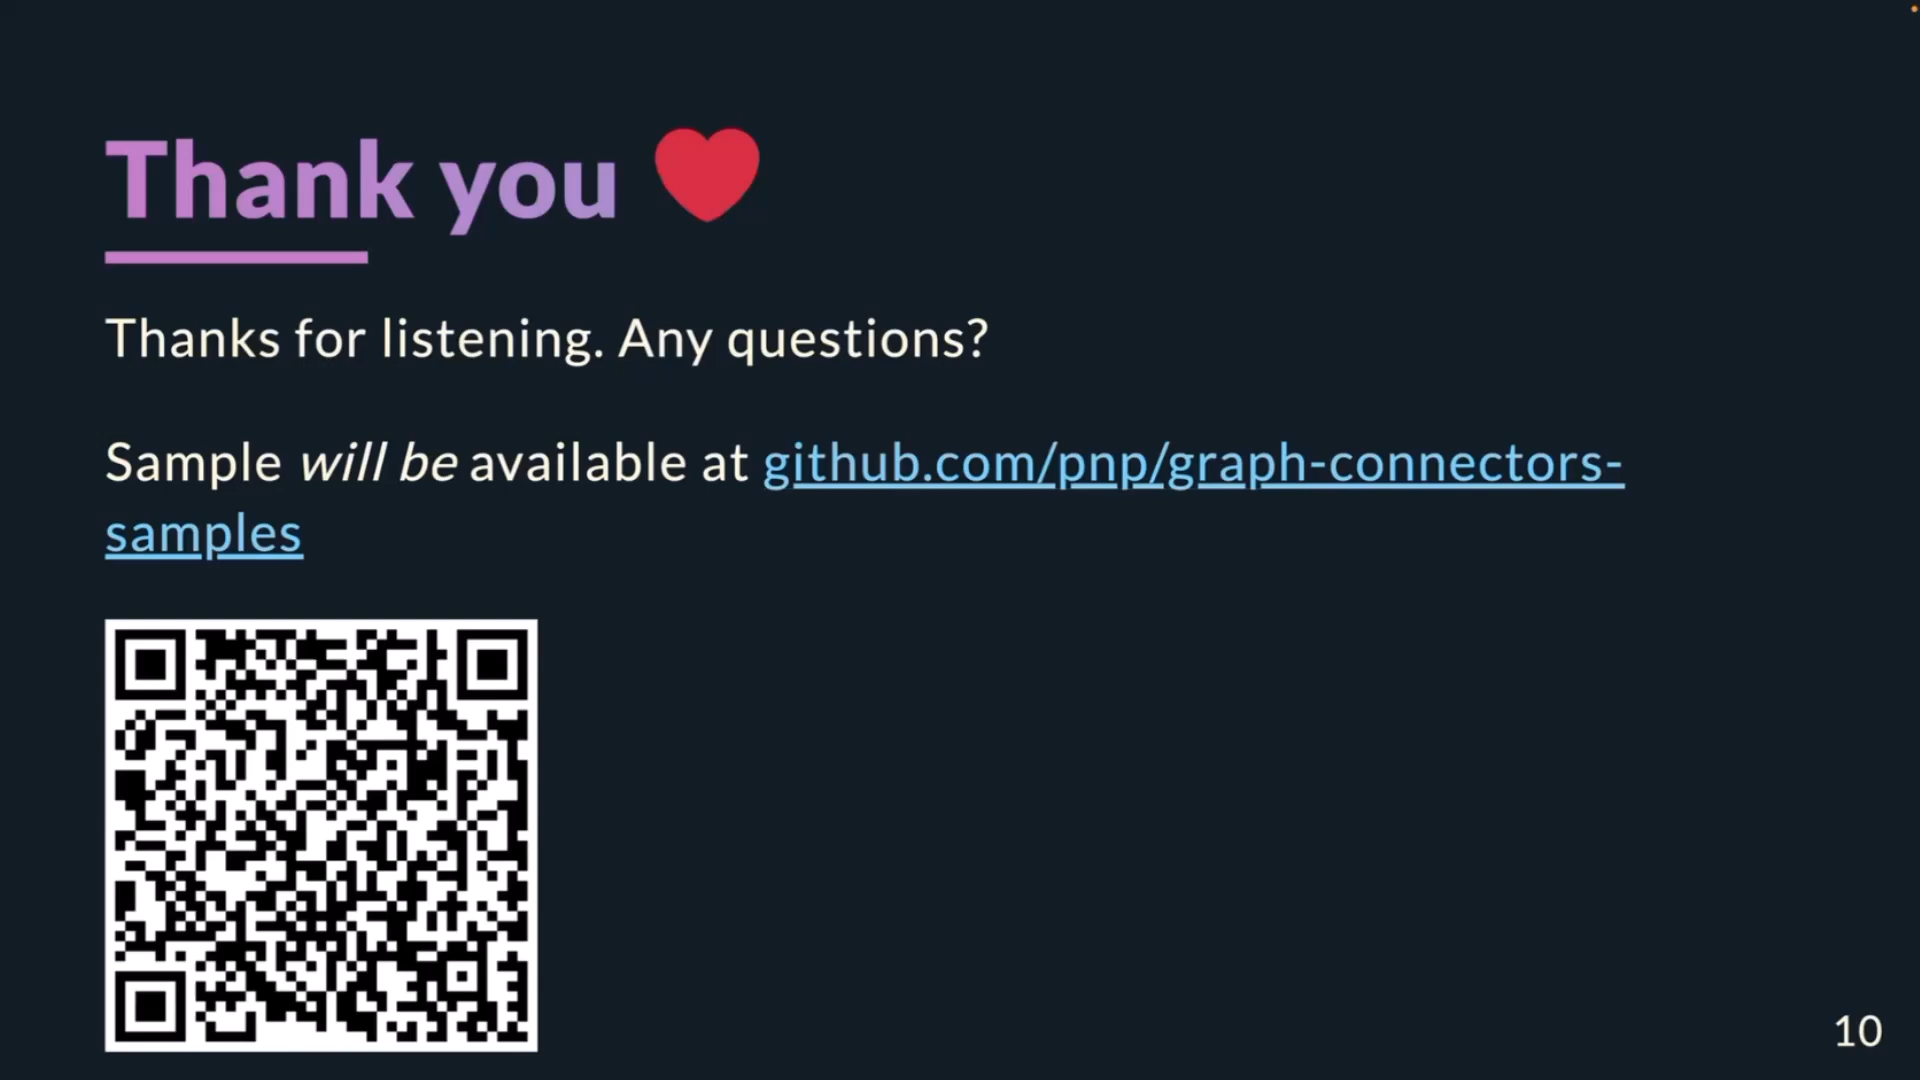 Thank you ❤
Thanks for listening. Any questions?
Sample will be available at github.com/pnp/graph-connectors-
samples
10